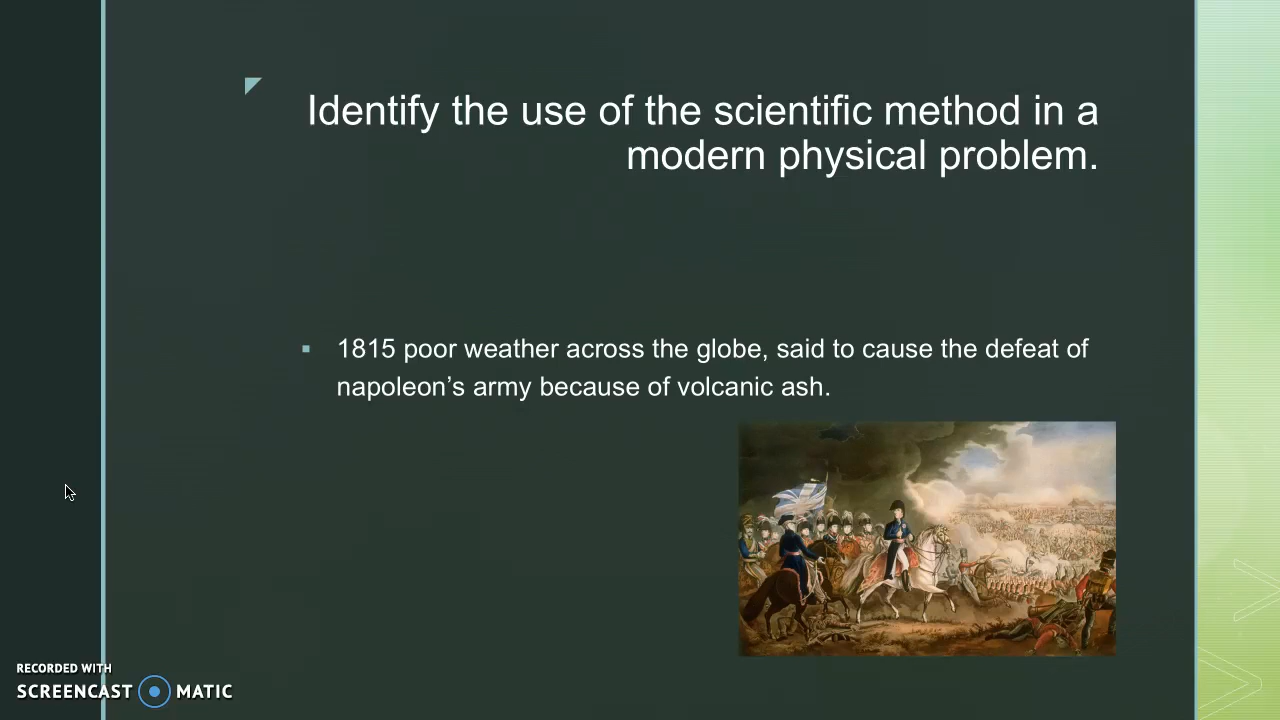 Identify the use of the scientific method in a
modern physical problem.
1815 poor weather across the globe, said to cause the defeat of
napoleon’s army because of volcanic ash.
RECORDED WITH
SCREENCAST MATIC